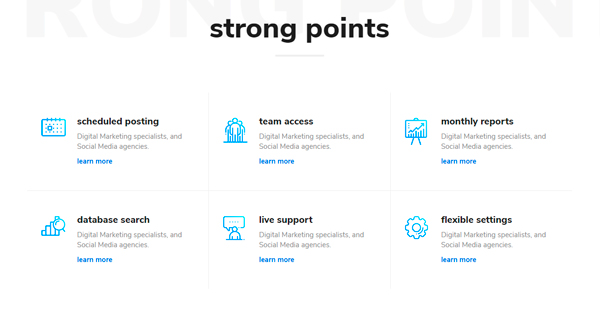 RONG POIN
strong points
scheduled posting
Digital Marketing specialists, and
Social Media agencies.
learn more
team access
Digital Marketing specialists, and
Social Media agencies.
learn more
monthly reports
Digital Marketing specialists, and
Social Media agencies.
learn more
database search
Digital Marketing specialists, and
Social Media agencies.
learn more
live support
Digital Marketing specialists, and
Social Media agencies.
learn more
flexible settings
Digital Marketing specialists, and
Social Media agencies.
learn more